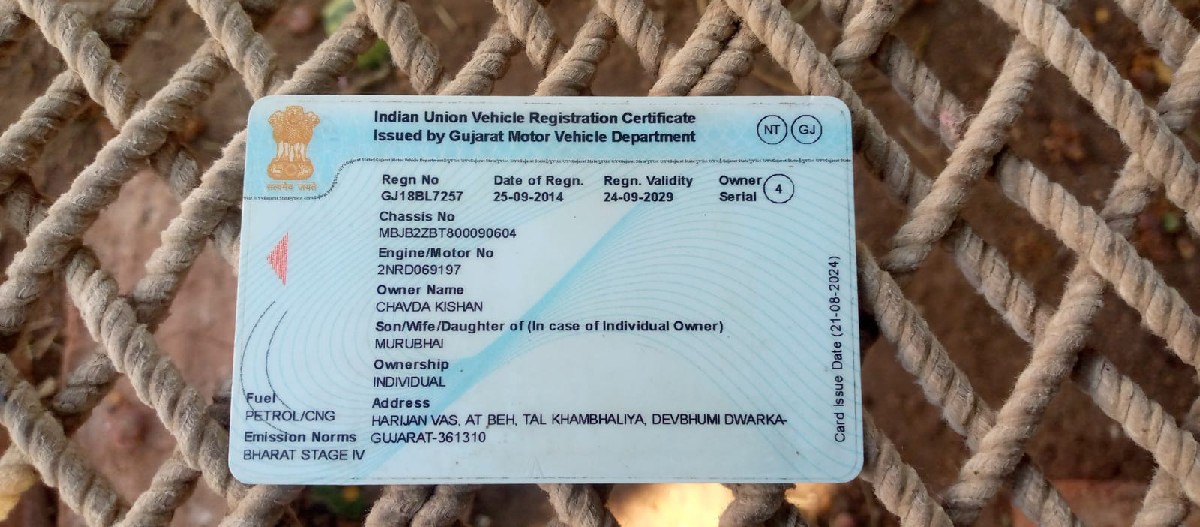 Indian Union Vehicle Registration Certificate
Issued by Gujarat Motor Vehicle Department
NT GJ
सत्यमेव जयते
Regn No Date of Regn. Regn. Validity Owner Serial 4
GJ18BL7257 25-09-2014 24-09-2029
Chassis No
MBJB2ZBT800090604
Engine/Motor No
2NRD069197
Owner Name
CHAVDA KISHAN
Son/Wife/Daughter of (In case of Individual Owner)
MURUBHAI
Ownership
INDIVIDUAL
Fuel
PETROL/CNG
Emission Norms
BHARAT STAGE IV
Address
HARIJAN VAS, AT BEH, TAL KHAMBHALIYA, DEVBHUMI DWARKA-
GUJARAT-361310
Card Issue Date (21-08-2024)